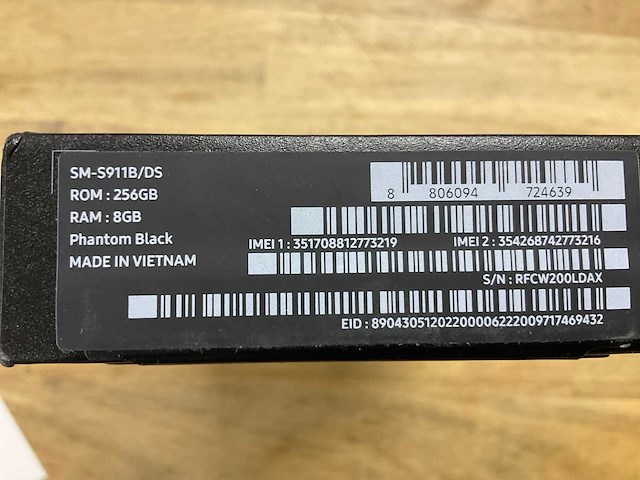 SM-S911B/DS
ROM : 256GB
RAM : 8GB
Phantom Black
MADE IN VIETNAM
8 806094 724639
IMEI 1 : 351708812773219 IMEI 2 : 354268742773216
S/N : RFCW200LDAX
EID : 89043051202200006222009717469432